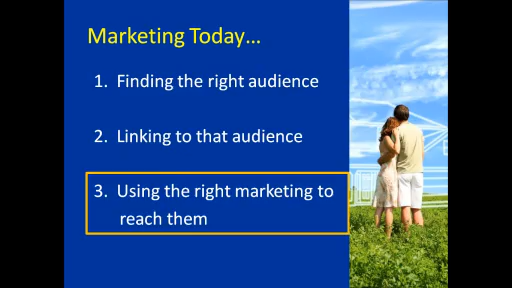 Marketing Today…
1. Finding the right audience
2. Linking to that audience
3. Using the right marketing to
reach them